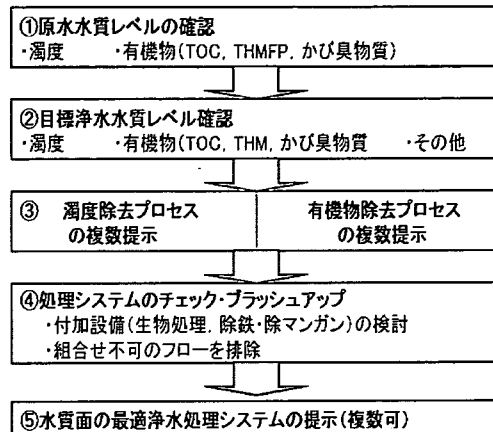 ①原水水質レベルの確認
・濁度　・有機物(TOC, THMFP, かび臭物質)
②目標浄水水質レベル確認
・濁度　・有機物(TOC, THM, かび臭物質　・その他
③　濁度除去プロセス
の複数提示
有機物除去プロセス
の複数提示
④処理システムのチェック・ブラッシュアップ
・付加設備(生物処理, 除鉄・除マンガン)の検討
・組合せ不可のフローを排除
⑤水質面の最適浄水処理システムの提示(複数可)